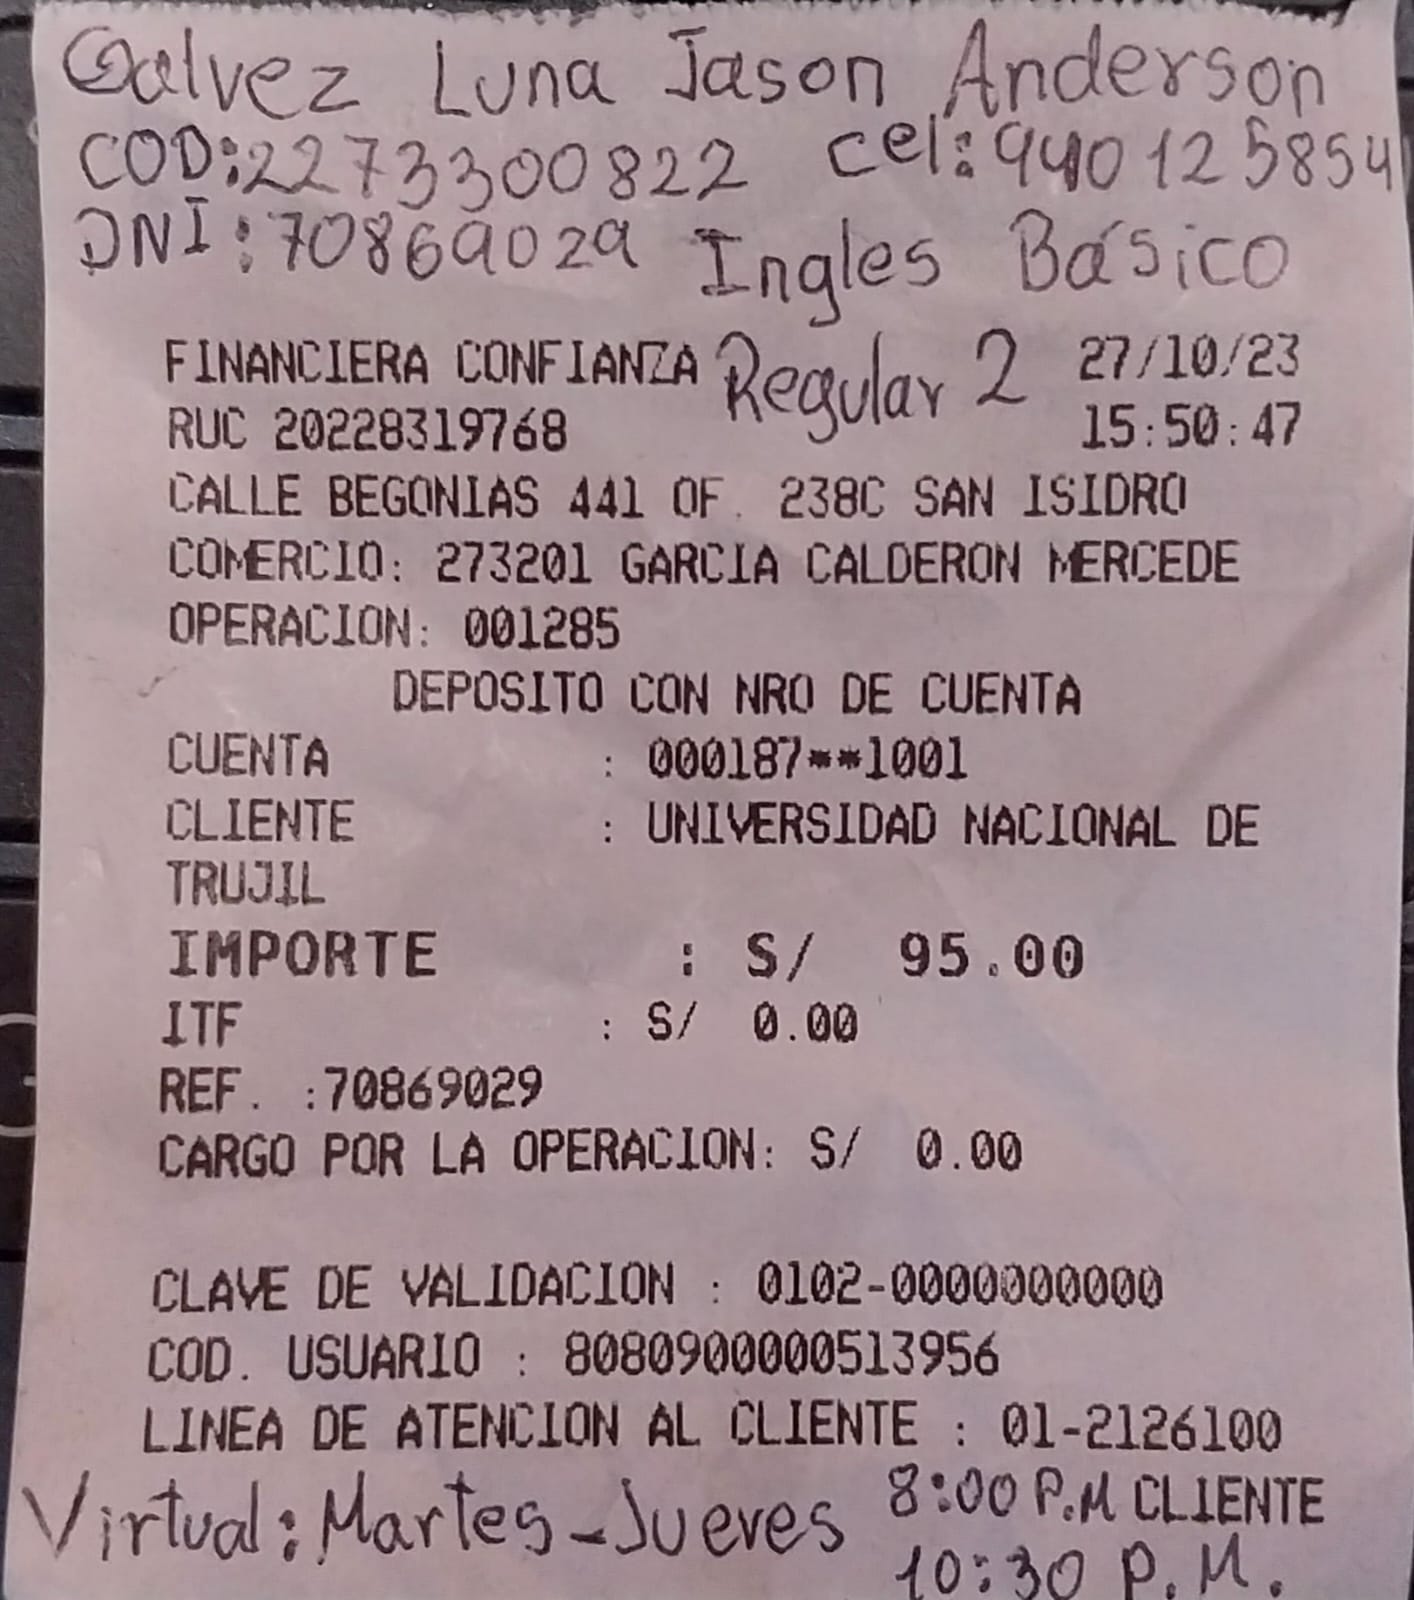 Galvez Luna Jason Anderson
COD:2273300822 cel:940125854
DNI:70869029 Ingles Básico
FINANCIERA CONFIANZA Regular 2 27/10/23
RUC 20228319768 15:50:47
CALLE BEGONIAS 441 OF. 238C SAN ISIDRO
COMERCIO: 273201 GARCIA CALDERON MERCEDE
OPERACION: 001285
DEPOSITO CON NRO DE CUENTA
CUENTA : 000187**1001
CLIENTE : UNIVERSIDAD NACIONAL DE
TRUJIL
IMPORTE : S/ 95.00
ITF : S/ 0.00
REF. :70869029
CARGO POR LA OPERACION: S/ 0.00
CLAVE DE VALIDACION : 0102-0000000000
COD. USUARIO : 8080900000513956
LINEA DE ATENCION AL CLIENTE : 01-2126100
Virtual: Martes-Jueves 8:00 P.M CLIENTE
10:30 P.M.